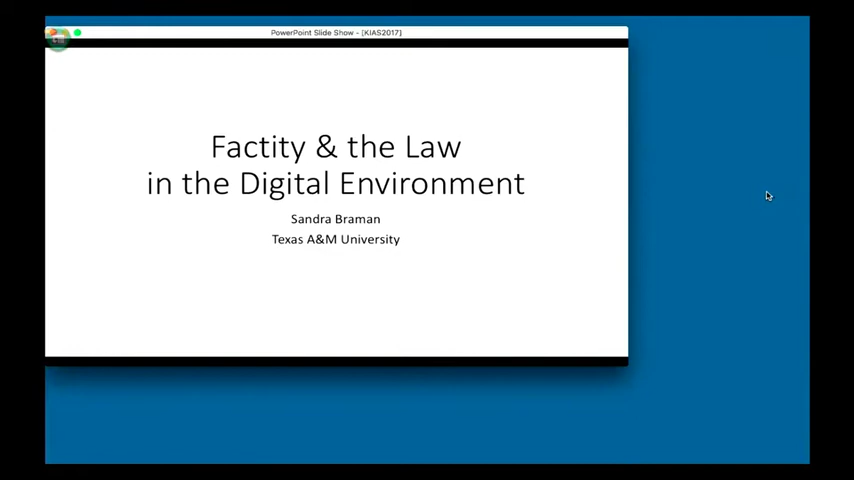 PowerPoint Slide Show - [KIAS2017]
Factity & the Law
in the Digital Environment
Sandra Braman
Texas A&M University